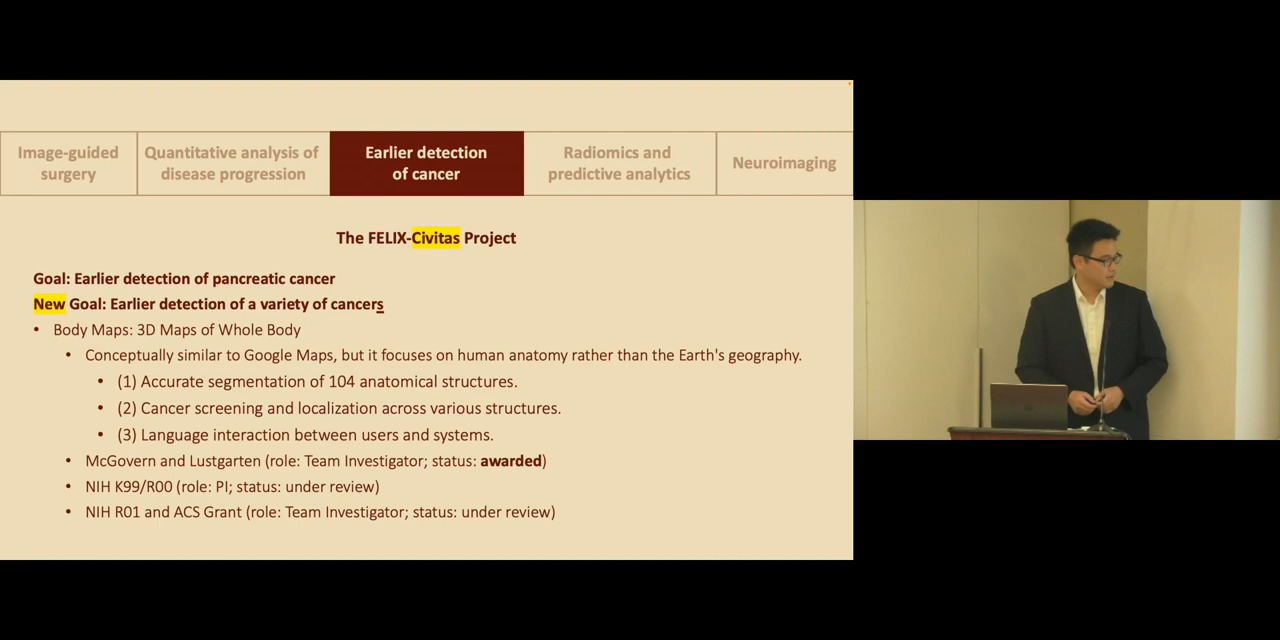 Image-guided
surgery
Quantitative analysis of
disease progression
Earlier detection
of cancer
Radiomics and
predictive analytics
Neuroimaging
The FELIX-Civitas Project
Goal: Earlier detection of pancreatic cancer
New Goal: Earlier detection of a variety of cancers
• Body Maps: 3D Maps of Whole Body
• Conceptually similar to Google Maps, but it focuses on human anatomy rather than the Earth's geography.
• (1) Accurate segmentation of 104 anatomical structures.
• (2) Cancer screening and localization across various structures.
• (3) Language interaction between users and systems.
• McGovern and Lustgarten (role: Team Investigator; status: awarded)
• NIH K99/R00 (role: PI; status: under review)
• NIH R01 and ACS Grant (role: Team Investigator; status: under review)